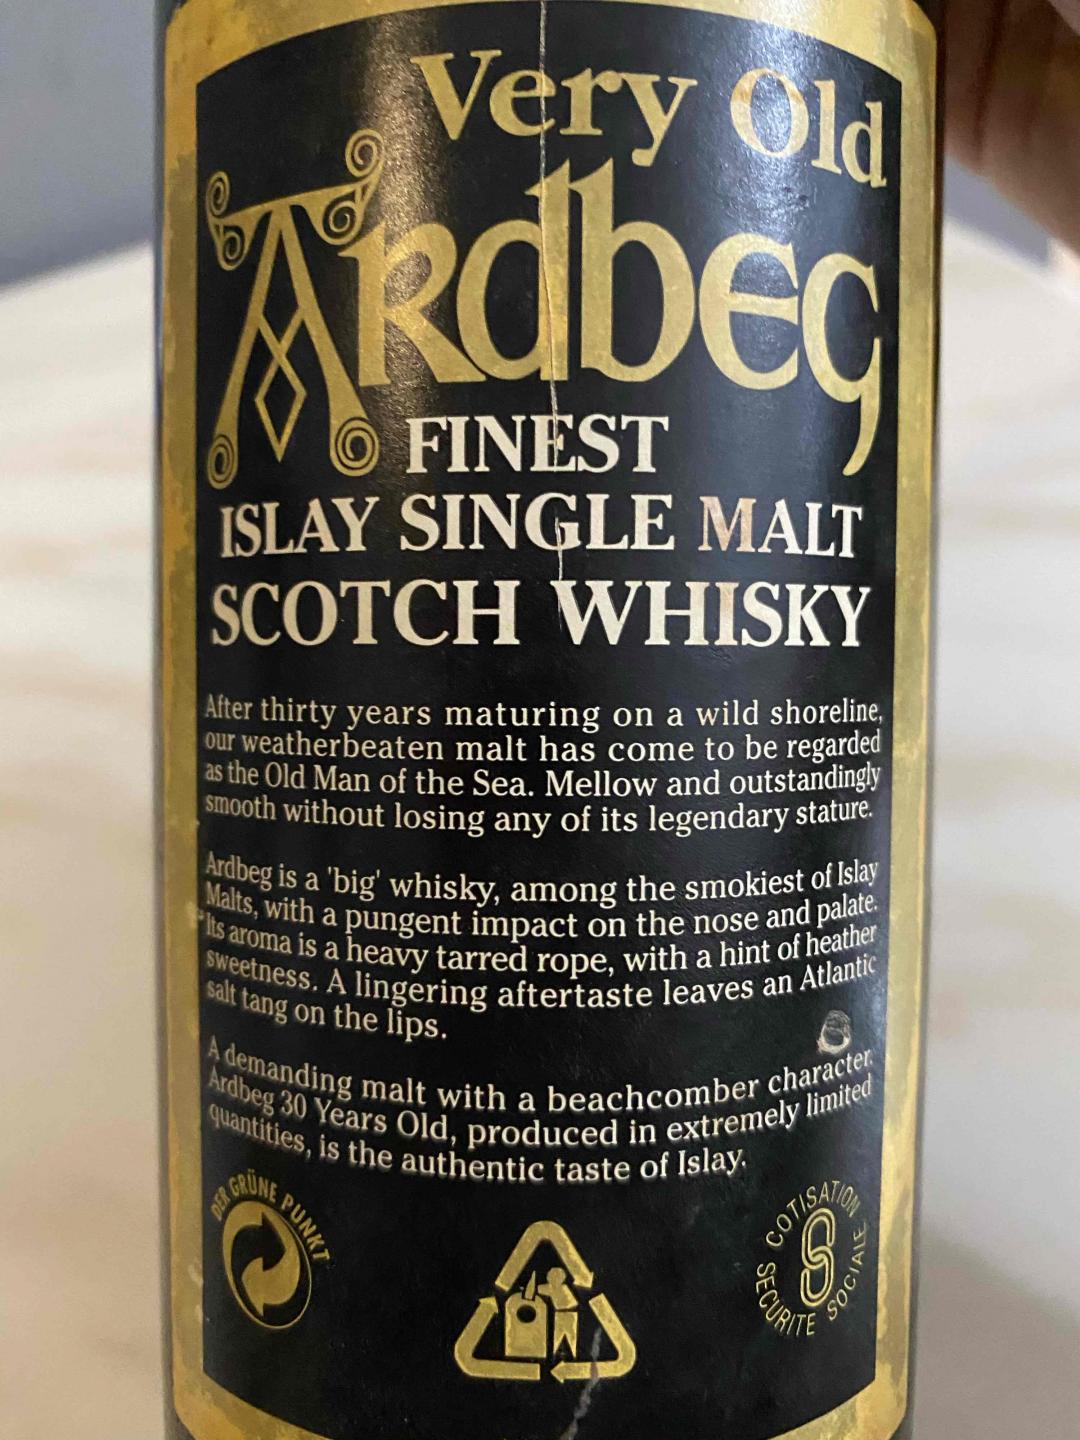 Very Old
Ardbeg
FINEST
ISLAY SINGLE MALT
SCOTCH WHISKY
After thirty years maturing on a wild shoreline,
our weatherbeaten malt has come to be regarded
as the Old Man of the Sea. Mellow and outstandingly
smooth without losing any of its legendary stature.
Ardbeg is a 'big' whisky, among the smokiest of Islay
Malts, with a pungent impact on the nose and palate.
Its aroma is a heavy tarred rope, with a hint of heather
sweetness. A lingering aftertaste leaves an Atlantic
salt tang on the lips.
A demanding malt with a beachcomber character.
Ardbeg 30 Years Old, produced in extremely limited
quantities, is the authentic taste of Islay.
DER GRÜNE PUNKT
COTISATION
SECURITE SOCIALE